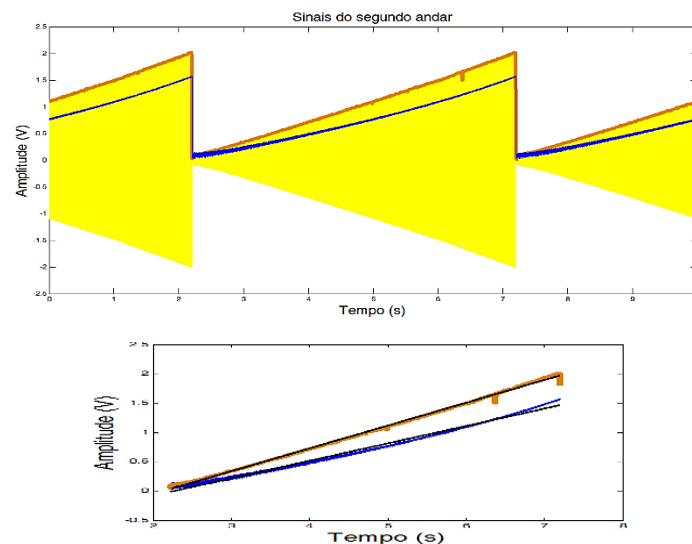 Sinais do segundo andar
Amplitude (V)
2.5
2
1.5
1
0.5
0
-0.5
-1
-1.5
-2
-2.5
0 1 2 3 4 5 6 7 8 9
Tempo (s)
Amplitude (V)
2.5
2
1.5
1
0.5
0
-0.5
2 3 4 5 6 7 8
Tempo (s)